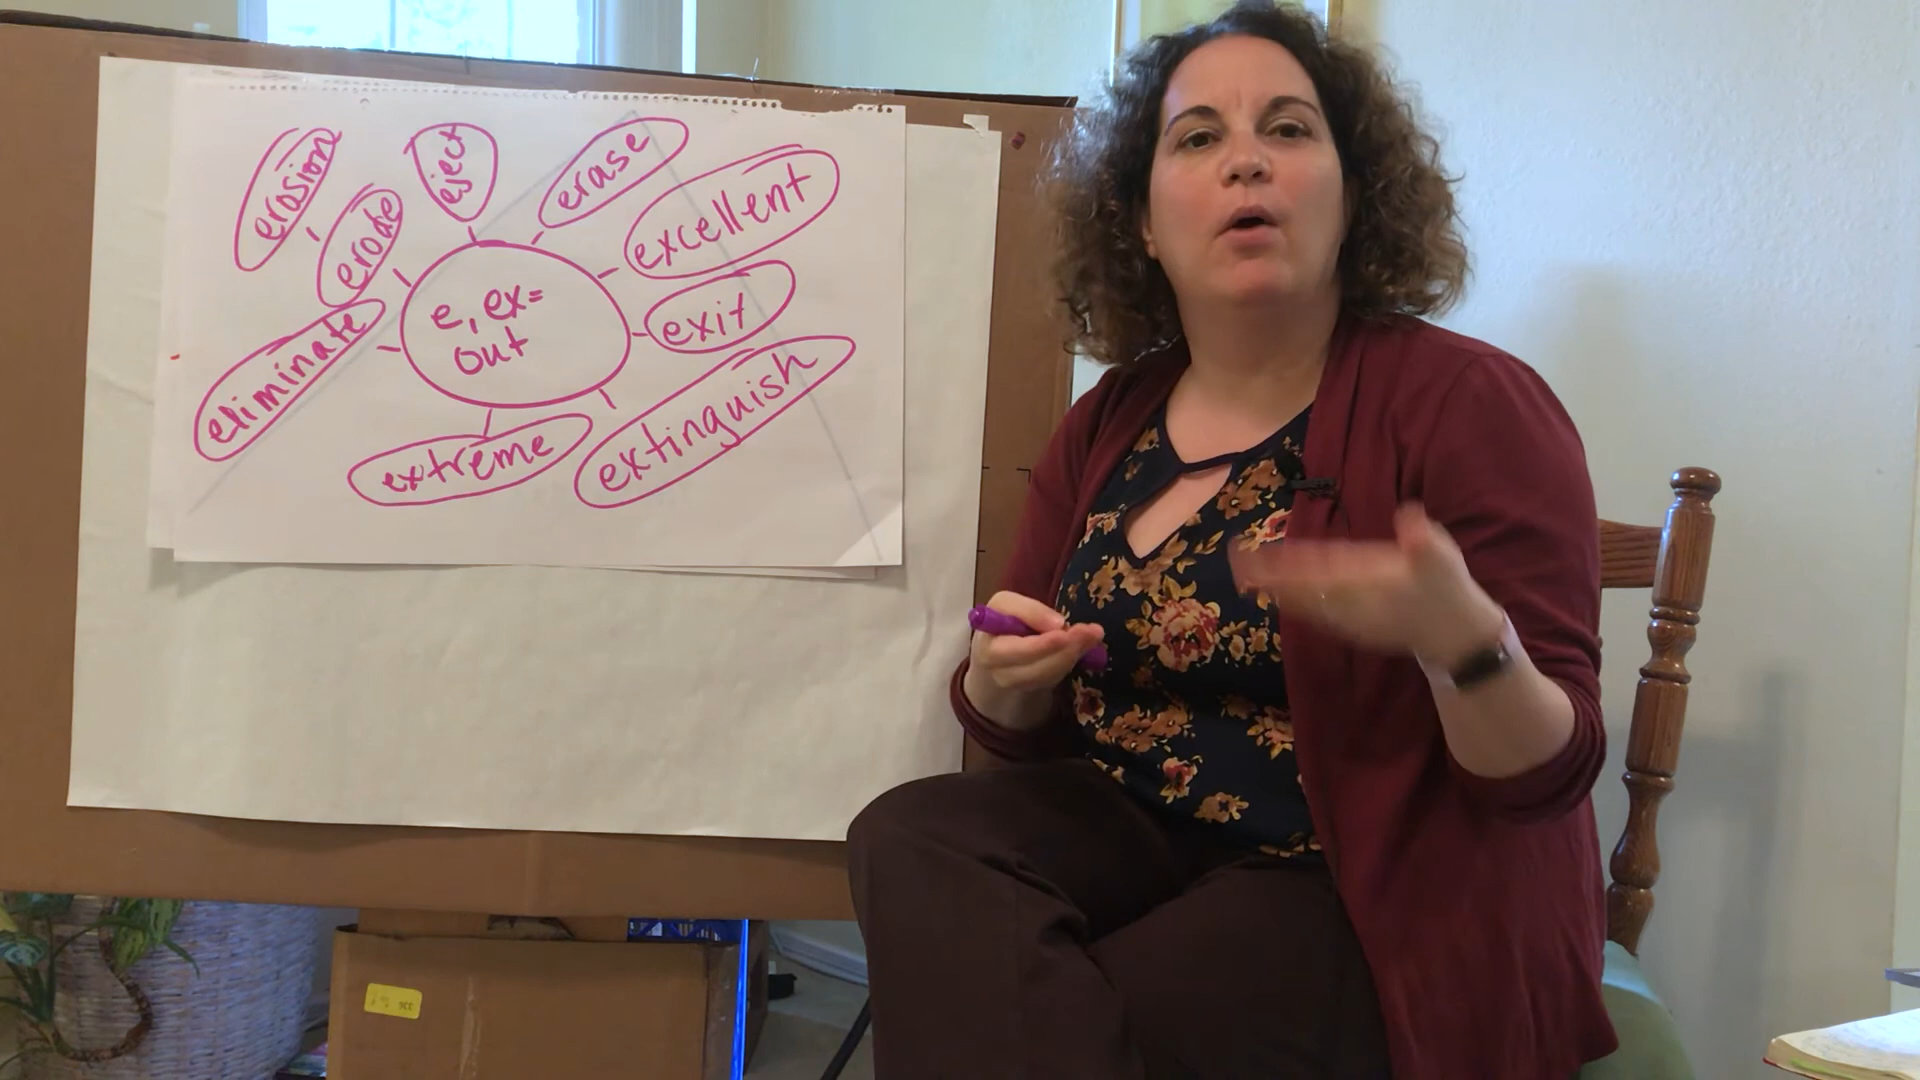 erosion
erode
eject
erase
excellent
exit
extinguish
extreme
eliminate
e, ex=
out